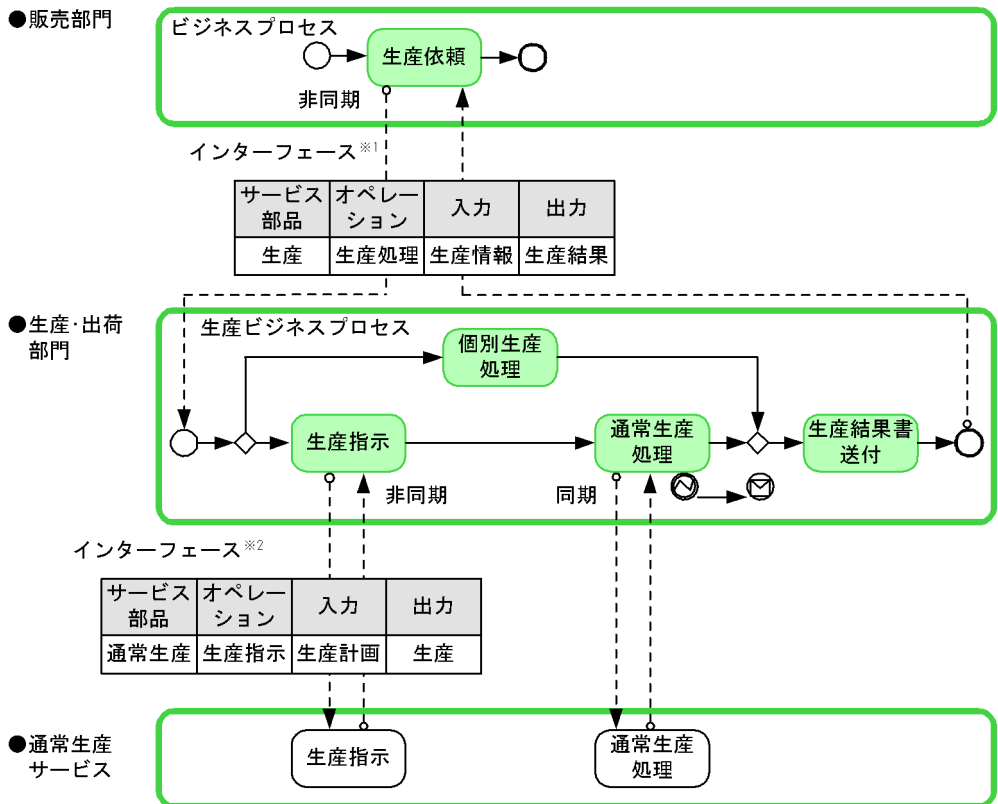 ●販売部門
ビジネスプロセス
生産依頼
非同期
インターフェース※1
サービス
部品
オペレー
ション
入力
出力
生産
生産処理
生産情報
生産結果
●生産・出荷
部門
生産ビジネスプロセス
個別生産
処理
生産指示
通常生産
処理
生産結果書
送付
非同期
同期
インターフェース※2
サービス
部品
オペレー
ション
入力
出力
通常生産
生産指示
生産計画
生産
●通常生産
サービス
生産指示
通常生産
処理